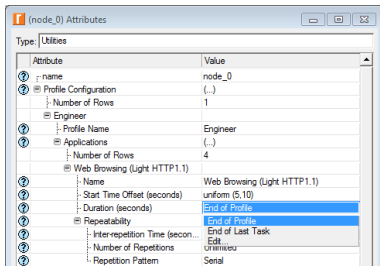 (node_0) Attributes
Type: Utilities
Attribute Value
name node_0
Profile Configuration (...)
Number of Rows 1
Engineer
Profile Name Engineer
Applications (...)
Number of Rows 4
Web Browsing (Light HTTP1.1)
Name Web Browsing (Light HTTP1.1)
Start Time Offset (seconds) uniform (5,10)
Duration (seconds) End of Profile
Repeatability End of Profile
Inter-repetition Time (secon... End of Last Task
Edit...
Number of Repetitions Unlimited
Repetition Pattern Serial